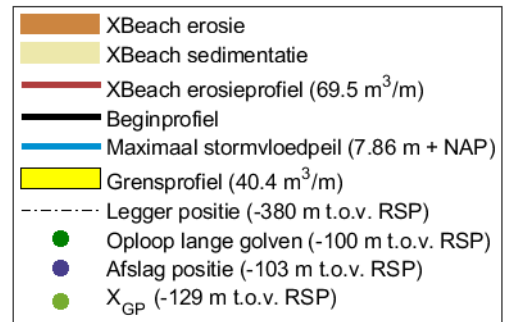 XBeach erosie
XBeach sedimentatie
XBeach erosieprofiel (69.5 m³/m)
Beginprofiel
Maximaal stormvloedpeil (7.86 m + NAP)
Grensprofiel (40.4 m³/m)
Legger positie (-380 m t.o.v. RSP)
Oploop lange golven (-100 m t.o.v. RSP)
Afslag positie (-103 m t.o.v. RSP)
X_GP (-129 m t.o.v. RSP)